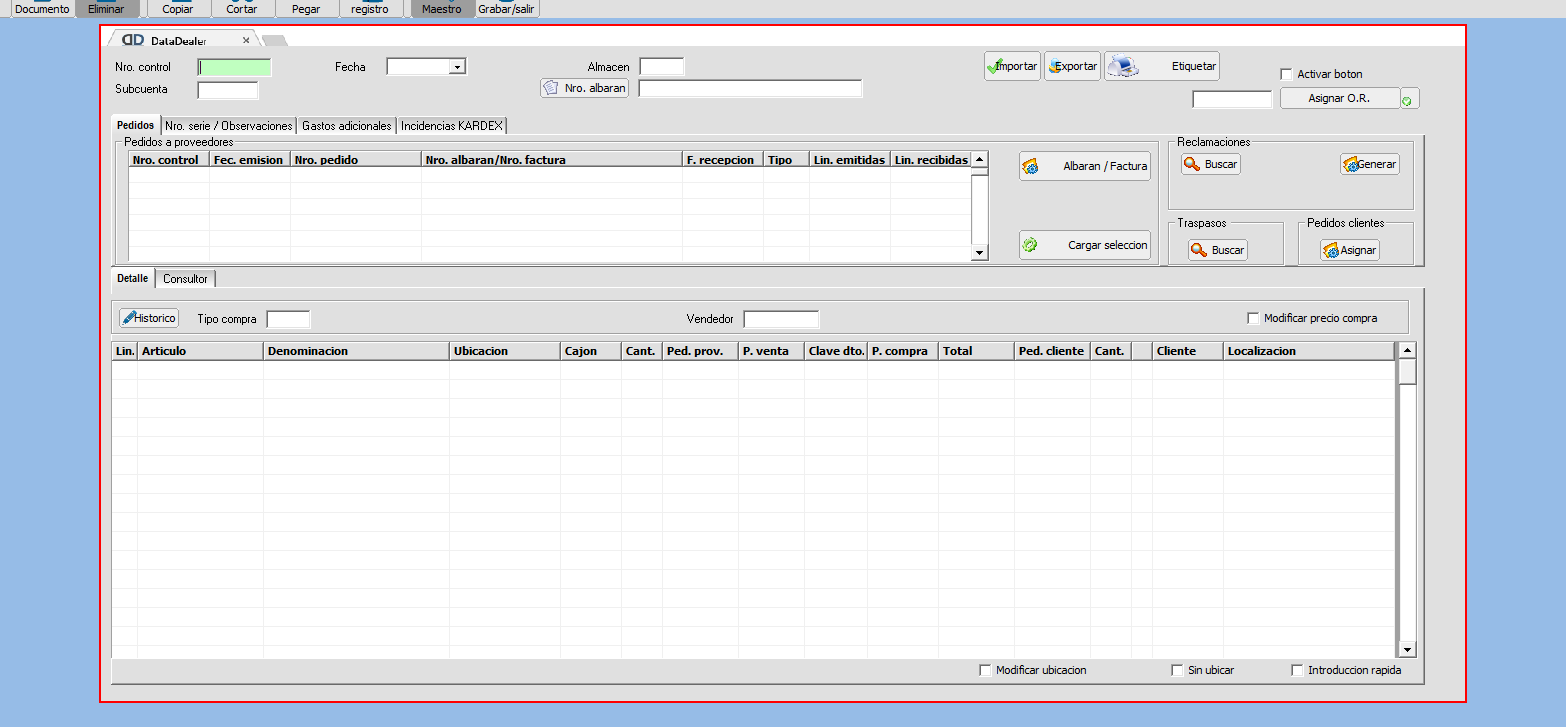 Documento Eliminar Copiar Cortar Pegar registro Maestro Grabar/salir
DataDealer
Nro. control Fecha Almacen Importar Exportar Etiquetar Activar boton
Subcuenta Nro. albaran Asignar O.R.
Pedidos Nro. serie / Observaciones Gastos adicionales Incidencias KARDEX
Pedidos a proveedores Reclamaciones
Nro. control Fec. emision Nro. pedido Nro. albaran/Nro. factura F. recepcion Tipo Lin. emitidas Lin. recibidas Albaran / Factura Buscar Generar
Traspasos Pedidos clientes
Cargar seleccion Buscar Asignar
Detalle Consultor
Historico Tipo compra Vendedor Modificar precio compra
Lin. Articulo Denominacion Ubicacion Cajon Cant. Ped. prov. P. venta Clave dto. P. compra Total Ped. cliente Cant. Cliente Localizacion
Modificar ubicacion Sin ubicar Introduccion rapida